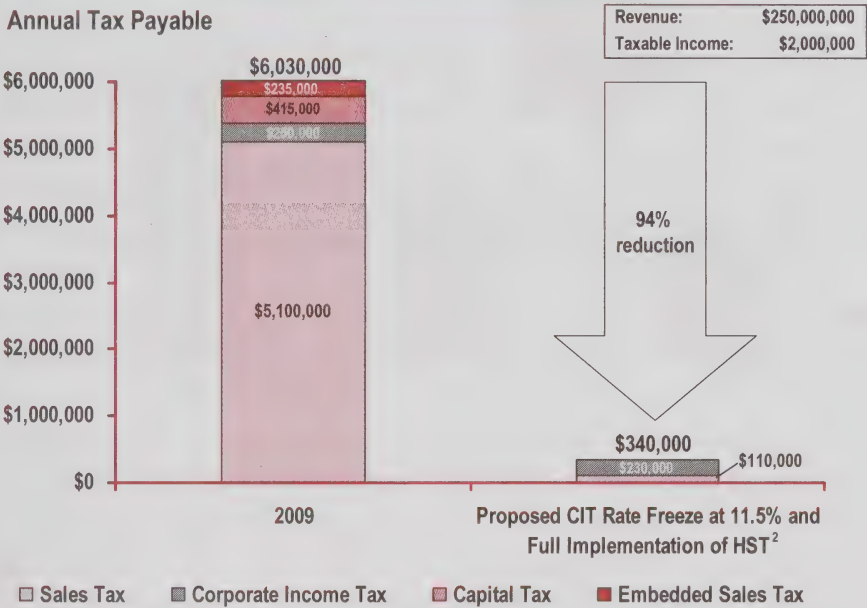 Annual Tax Payable
Revenue: $250,000,000
Taxable Income: $2,000,000
$6,030,000
$6,000,000
$235,000
$415,000
$280,000
$5,000,000
$4,000,000
94%
reduction
$3,000,000
$5,100,000
$2,000,000
$1,000,000
$340,000
$230,000
$110,000
$0
2009
Proposed CIT Rate Freeze at 11.5% and
Full Implementation of HST2
Sales Tax Corporate Income Tax Capital Tax Embedded Sales Tax